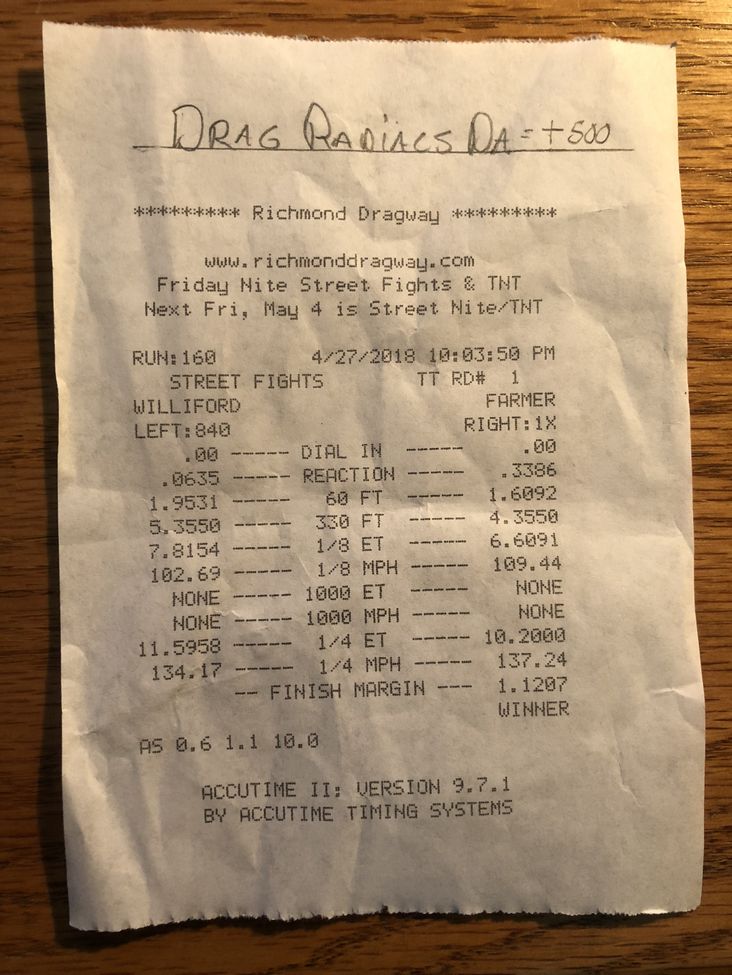 DRAG RADIALS DA=+500
********* Richmond Dragway *********
www.richmonddragway.com
Friday Nite Street Fights & TNT
Next Fri, May 4 is Street Nite/TNT
RUN:160 4/27/2018 10:03:50 PM
STREET FIGHTS TT RD# 1
WILLIFORD FARMER
LEFT:840 RIGHT:1X
.00 ----- DIAL IN ----- .00
.0635 ----- REACTION ----- .3386
1.9531 ----- 60 FT ----- 1.6092
5.3550 ----- 330 FT ----- 4.3550
7.8154 ----- 1/8 ET ----- 6.6091
102.69 ----- 1/8 MPH ----- 109.44
NONE ----- 1000 ET ----- NONE
NONE ----- 1000 MPH ----- NONE
11.5958 ----- 1/4 ET ----- 10.2000
134.17 ----- 1/4 MPH ----- 137.24
-- FINISH MARGIN --- 1.1207
WINNER
AS 0.6 1.1 10.0
ACCUTIME II: VERSION 9.7.1
BY ACCUTIME TIMING SYSTEMS